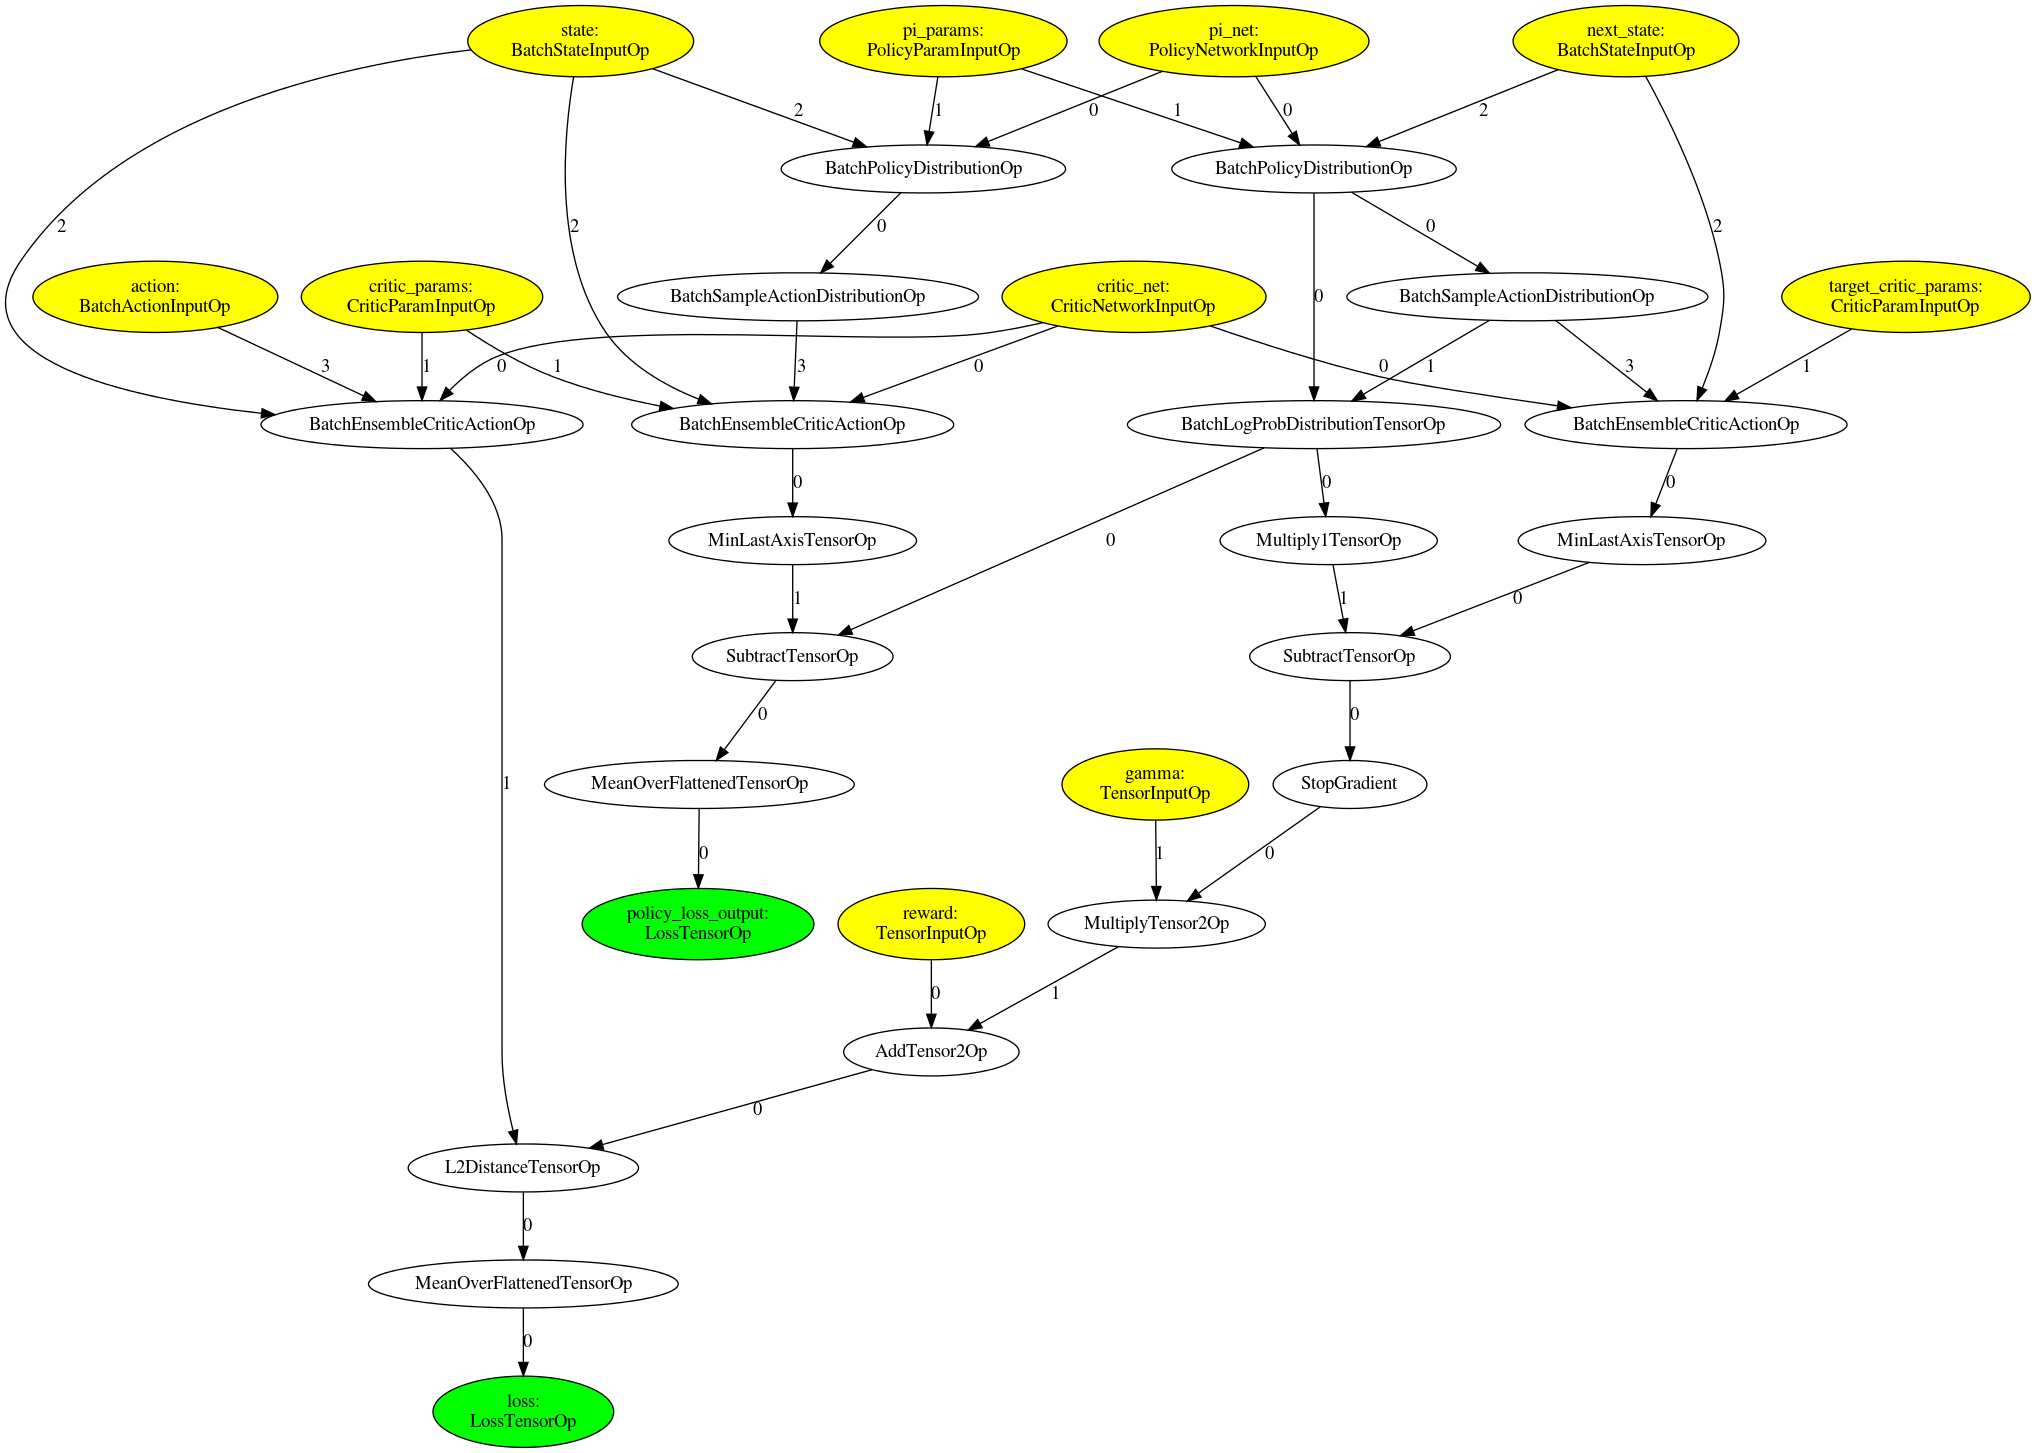 state:
BatchStateInputOp
pi_params:
PolicyParamInputOp
pi_net:
PolicyNetworkInputOp
next_state:
BatchStateInputOp
2
1
0
1
0
2
BatchPolicyDistributionOp
BatchPolicyDistributionOp
2
2
0
0
2
action:
BatchActionInputOp
critic_params:
CriticParamInputOp
BatchSampleActionDistributionOp
critic_net:
CriticNetworkInputOp
0
BatchSampleActionDistributionOp
target_critic_params:
CriticParamInputOp
3
1
0
1
3
0
0
1
3
1
BatchEnsembleCriticActionOp
BatchEnsembleCriticActionOp
BatchLogProbDistributionTensorOp
BatchEnsembleCriticActionOp
0
0
0
MinLastAxisTensorOp
0
Multiply1TensorOp
MinLastAxisTensorOp
1
1
0
SubtractTensorOp
SubtractTensorOp
0
0
1
MeanOverFlattenedTensorOp
gamma:
TensorInputOp
StopGradient
0
1
0
policy_loss_output:
LossTensorOp
reward:
TensorInputOp
MultiplyTensor2Op
0
1
AddTensor2Op
0
L2DistanceTensorOp
0
MeanOverFlattenedTensorOp
0
loss:
LossTensorOp